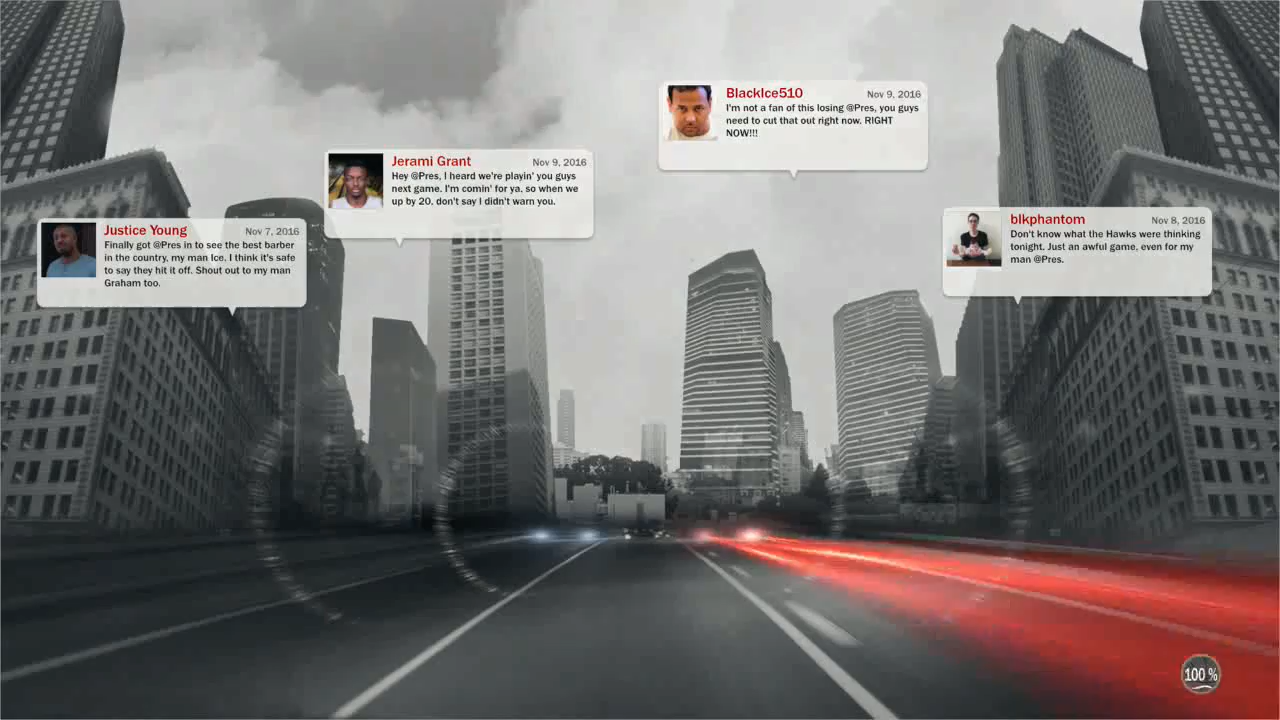 BlackIce510 Nov 9, 2016
I'm not a fan of this losing @Pres, you guys
need to cut that out right now. RIGHT
NOW!!!
Jerami Grant Nov 9, 2016
Hey @Pres, I heard we're playin' you guys
next game. I'm comin' for ya, so when we
up by 20, don't say I didn't warn you.
Justice Young Nov 7, 2016
Finally got @Pres in to see the best barber
in the country, my man Ice. I think it's safe
to say they hit it off. Shout out to my man
Graham too.
blkphantom Nov 8, 2016
Don't know what the Hawks were thinking
tonight. Just an awful game, even for my
man @Pres.
100 %